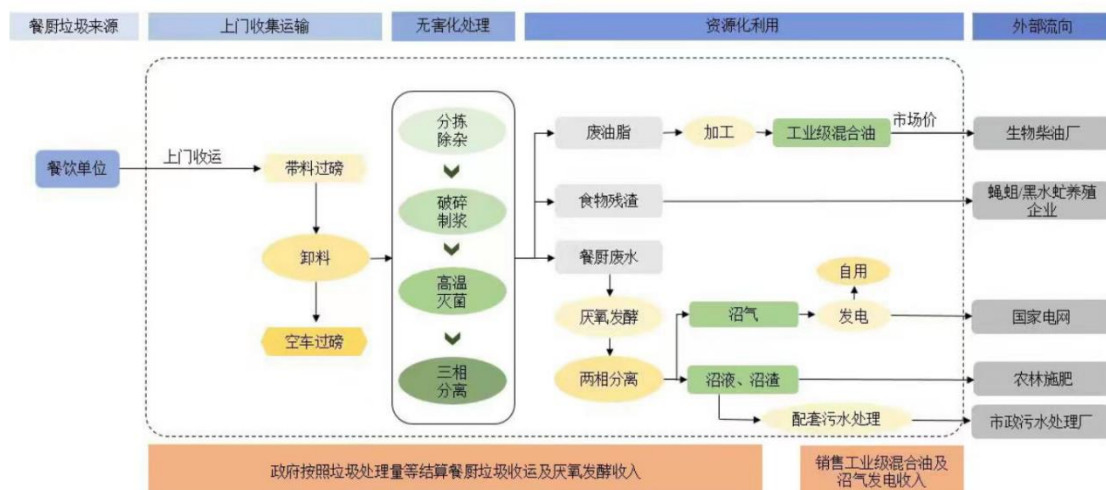 餐厨垃圾来源
上门收集运输
无害化处理
资源化利用
外部流向
餐饮单位
上门收运
带料过磅
卸料
空车过磅
分拣
除杂
破碎
制浆
高温
灭菌
三相
分离
废油脂
加工
工业级混合油
市场价
生物柴油厂
食物残渣
蝇蛆/黑水虻养殖
企业
餐厨废水
厌氧发酵
两相分离
沼气
发电
自用
国家电网
沼液、沼渣
农林施肥
配套污水处理
市政污水处理厂
政府按照垃圾处理量等结算餐厨垃圾收运及厌氧发酵收入
销售工业级混合油及
沼气发电收入